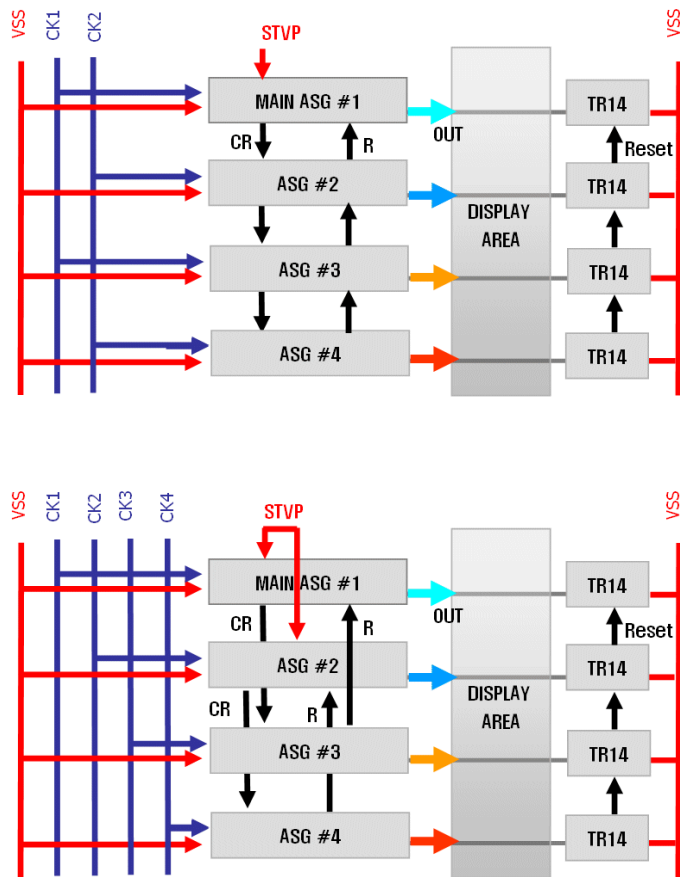 VSS
CK1
CK2
STVP
VSS
MAIN ASG #1
TR14
OUT
CR
R
Reset
ASG #2
TR14
DISPLAY
AREA
ASG #3
TR14
ASG #4
TR14
VSS
CK1
CK2
CK3
CK4
STVP
VSS
MAIN ASG #1
TR14
OUT
CR
R
Reset
ASG #2
TR14
DISPLAY
AREA
CR
R
ASG #3
TR14
ASG #4
TR14